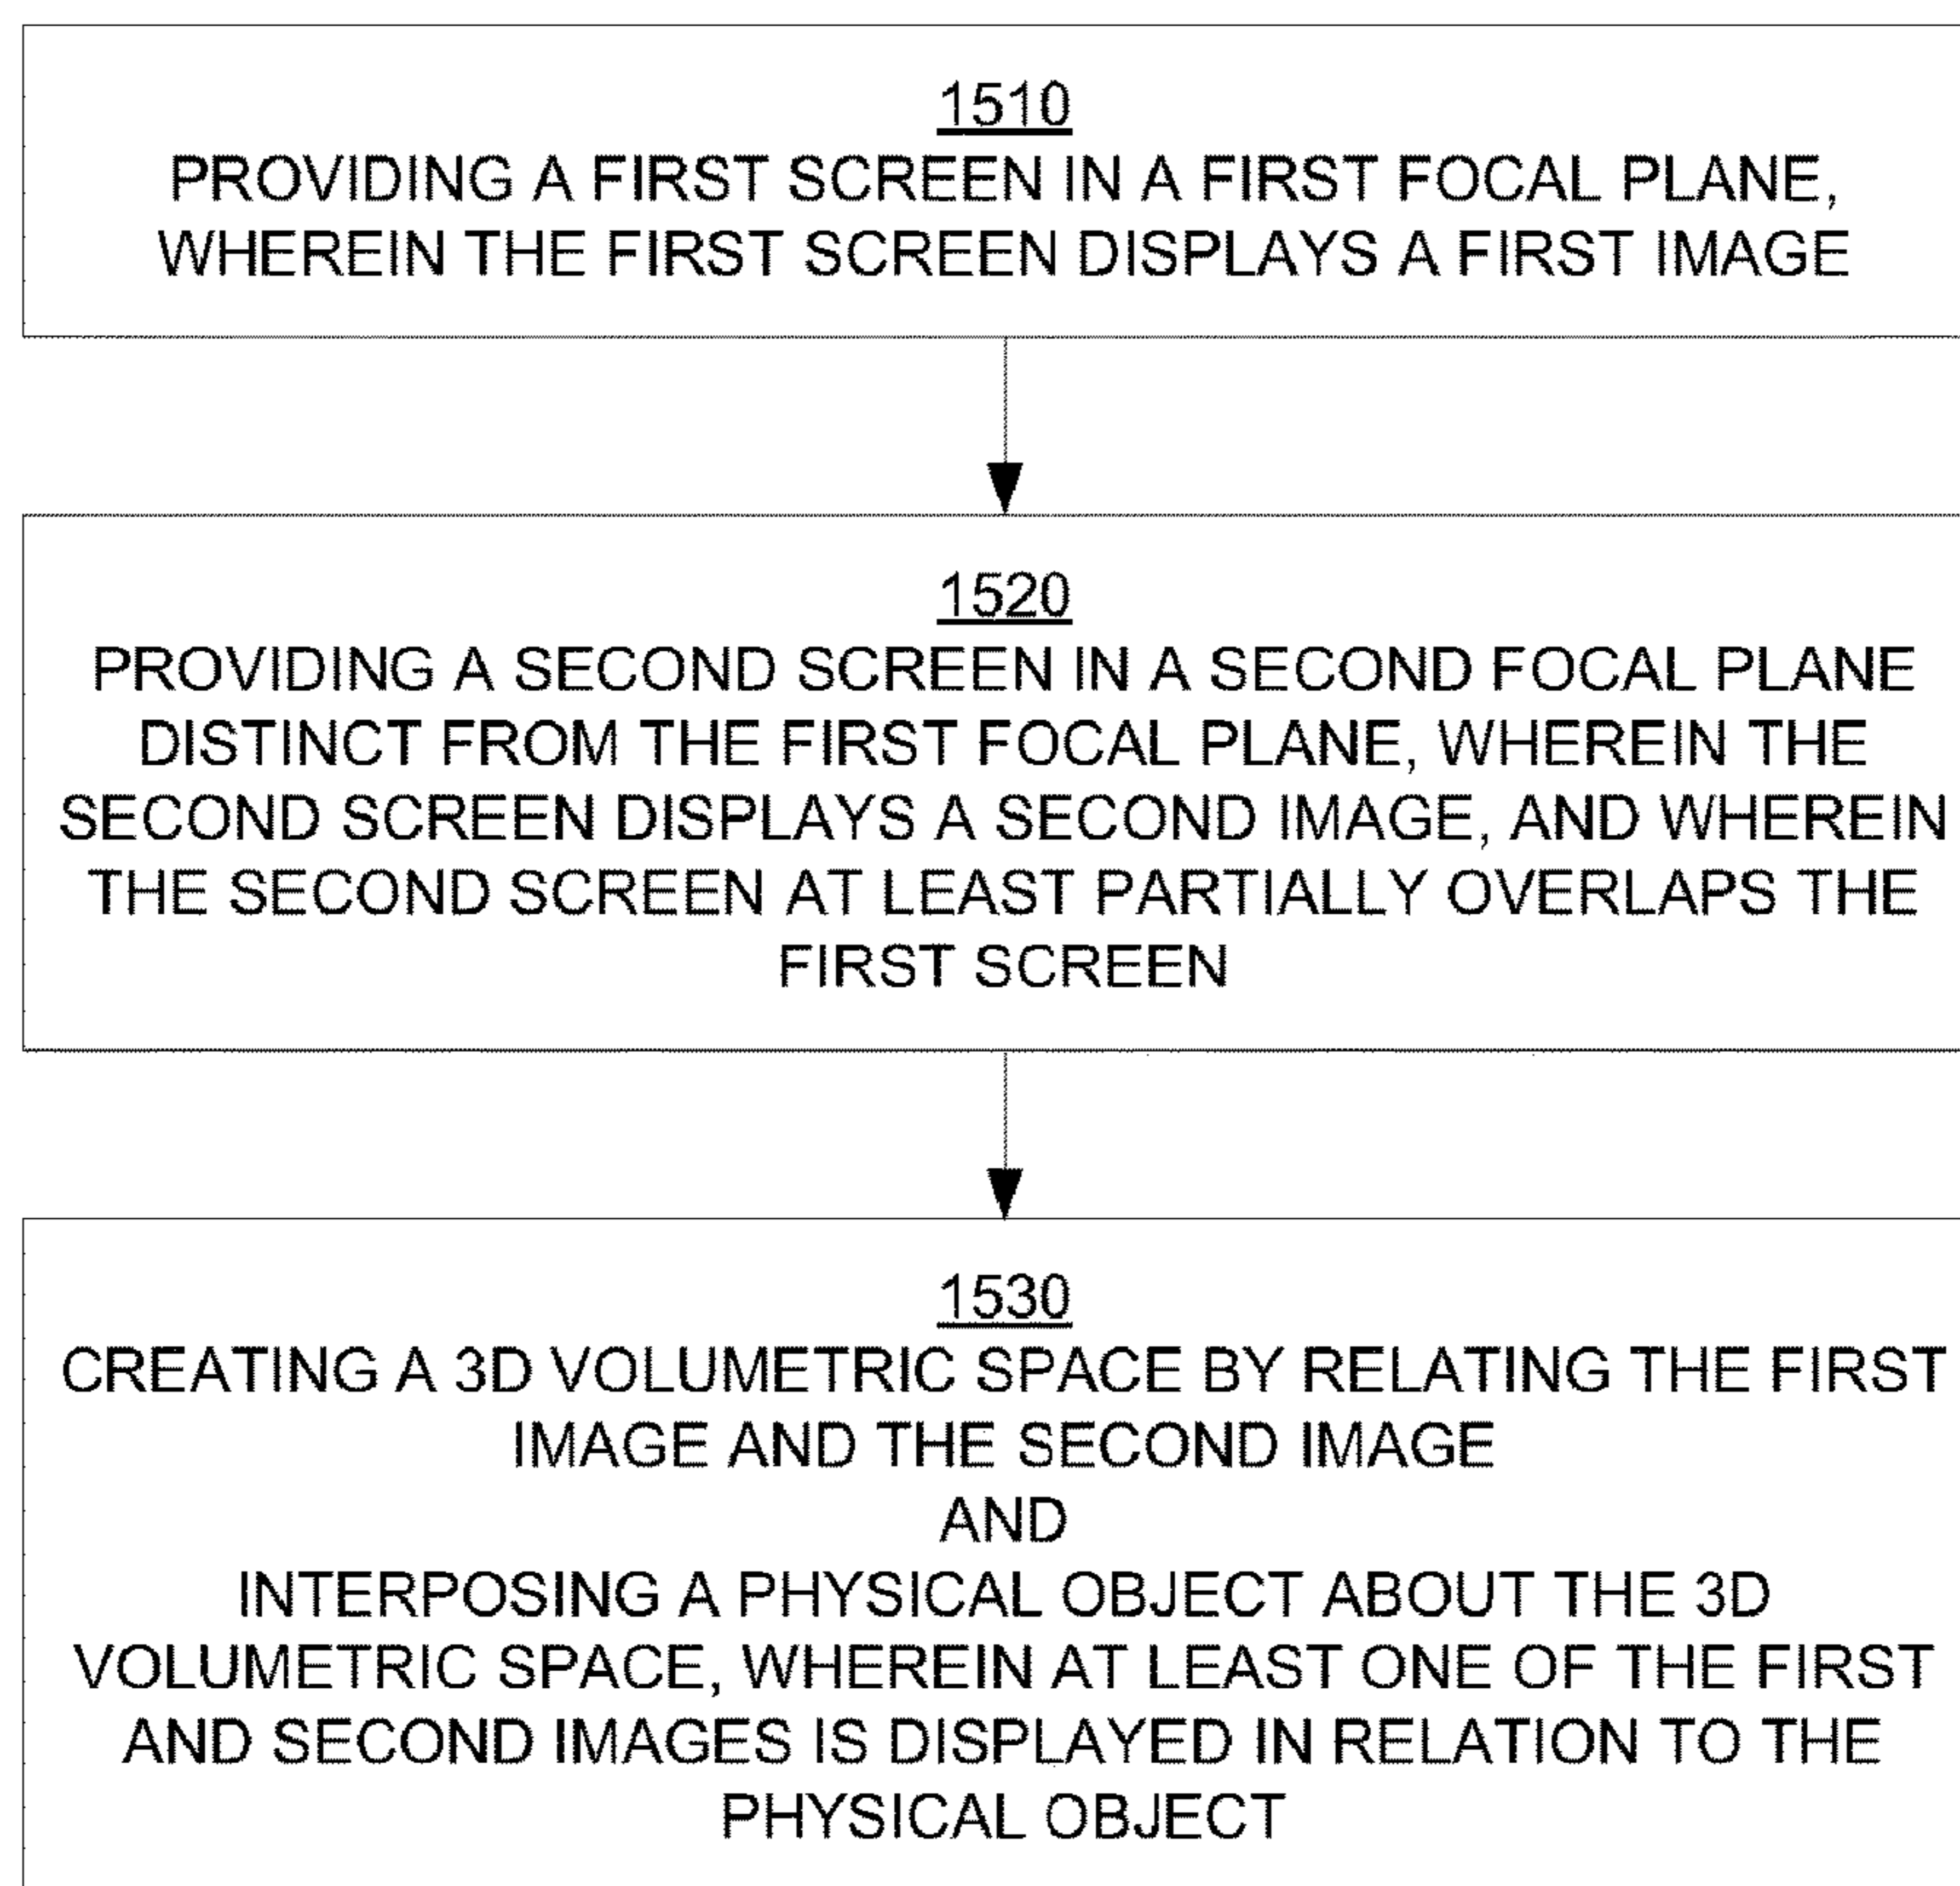 1510
PROVIDING A FIRST SCREEN IN A FIRST FOCAL PLANE,
WHEREIN THE FIRST SCREEN DISPLAYS A FIRST IMAGE
1520
PROVIDING A SECOND SCREEN IN A SECOND FOCAL PLANE
DISTINCT FROM THE FIRST FOCAL PLANE, WHEREIN THE
SECOND SCREEN DISPLAYS A SECOND IMAGE, AND WHEREIN
THE SECOND SCREEN AT LEAST PARTIALLY OVERLAPS THE
FIRST SCREEN
1530
CREATING A 3D VOLUMETRIC SPACE BY RELATING THE FIRST
IMAGE AND THE SECOND IMAGE
AND
INTERPOSING A PHYSICAL OBJECT ABOUT THE 3D
VOLUMETRIC SPACE, WHEREIN AT LEAST ONE OF THE FIRST
AND SECOND IMAGES IS DISPLAYED IN RELATION TO THE
PHYSICAL OBJECT